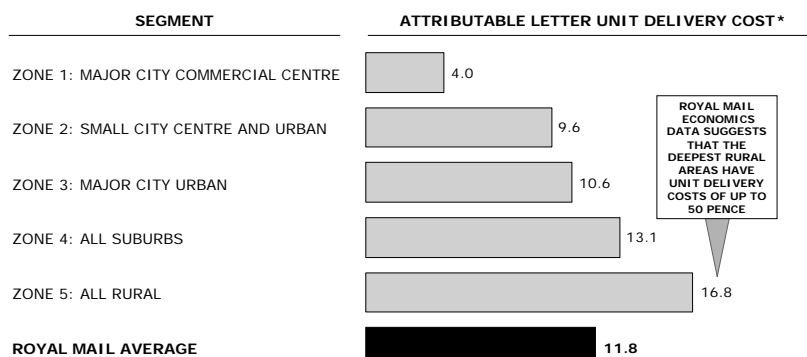 SEGMENT ATTRIBUTABLE LETTER UNIT DELIVERY COST*
ZONE 1: MAJOR CITY COMMERCIAL CENTRE 4.0
ZONE 2: SMALL CITY CENTRE AND URBAN 9.6
ZONE 3: MAJOR CITY URBAN 10.6
ZONE 4: ALL SUBURBS 13.1
ZONE 5: ALL RURAL 16.8
ROYAL MAIL AVERAGE 11.8
ROYAL MAIL
ECONOMICS
DATA SUGGESTS
THAT THE
DEEPEST RURAL
AREAS HAVE
UNIT DELIVERY
COSTS OF UP TO
50 PENCE